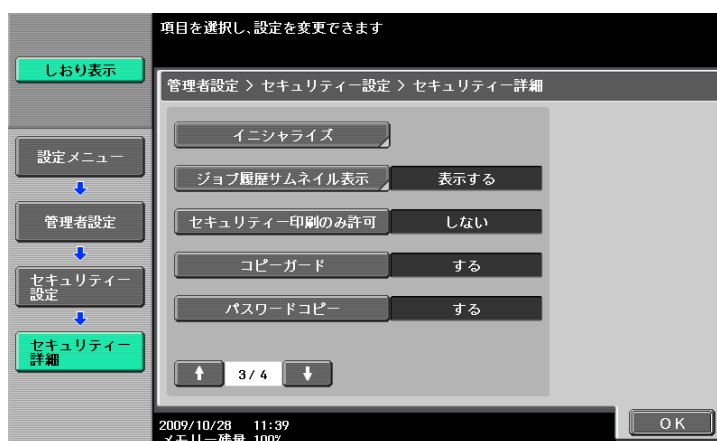 項目を選択し、設定を変更できます
しおり表示
管理者設定 > セキュリティー設定 > セキュリティー詳細
設定メニュー
管理者設定
セキュリティー
設定
セキュリティー
詳細
イニシャライズ
ジョブ履歴サムネイル表示 表示する
セキュリティー印刷のみ許可 しない
コピーガード する
パスワードコピー する
↑ 3/4 ↓
2009/10/28 11:39
メモリー残量 100%
OK